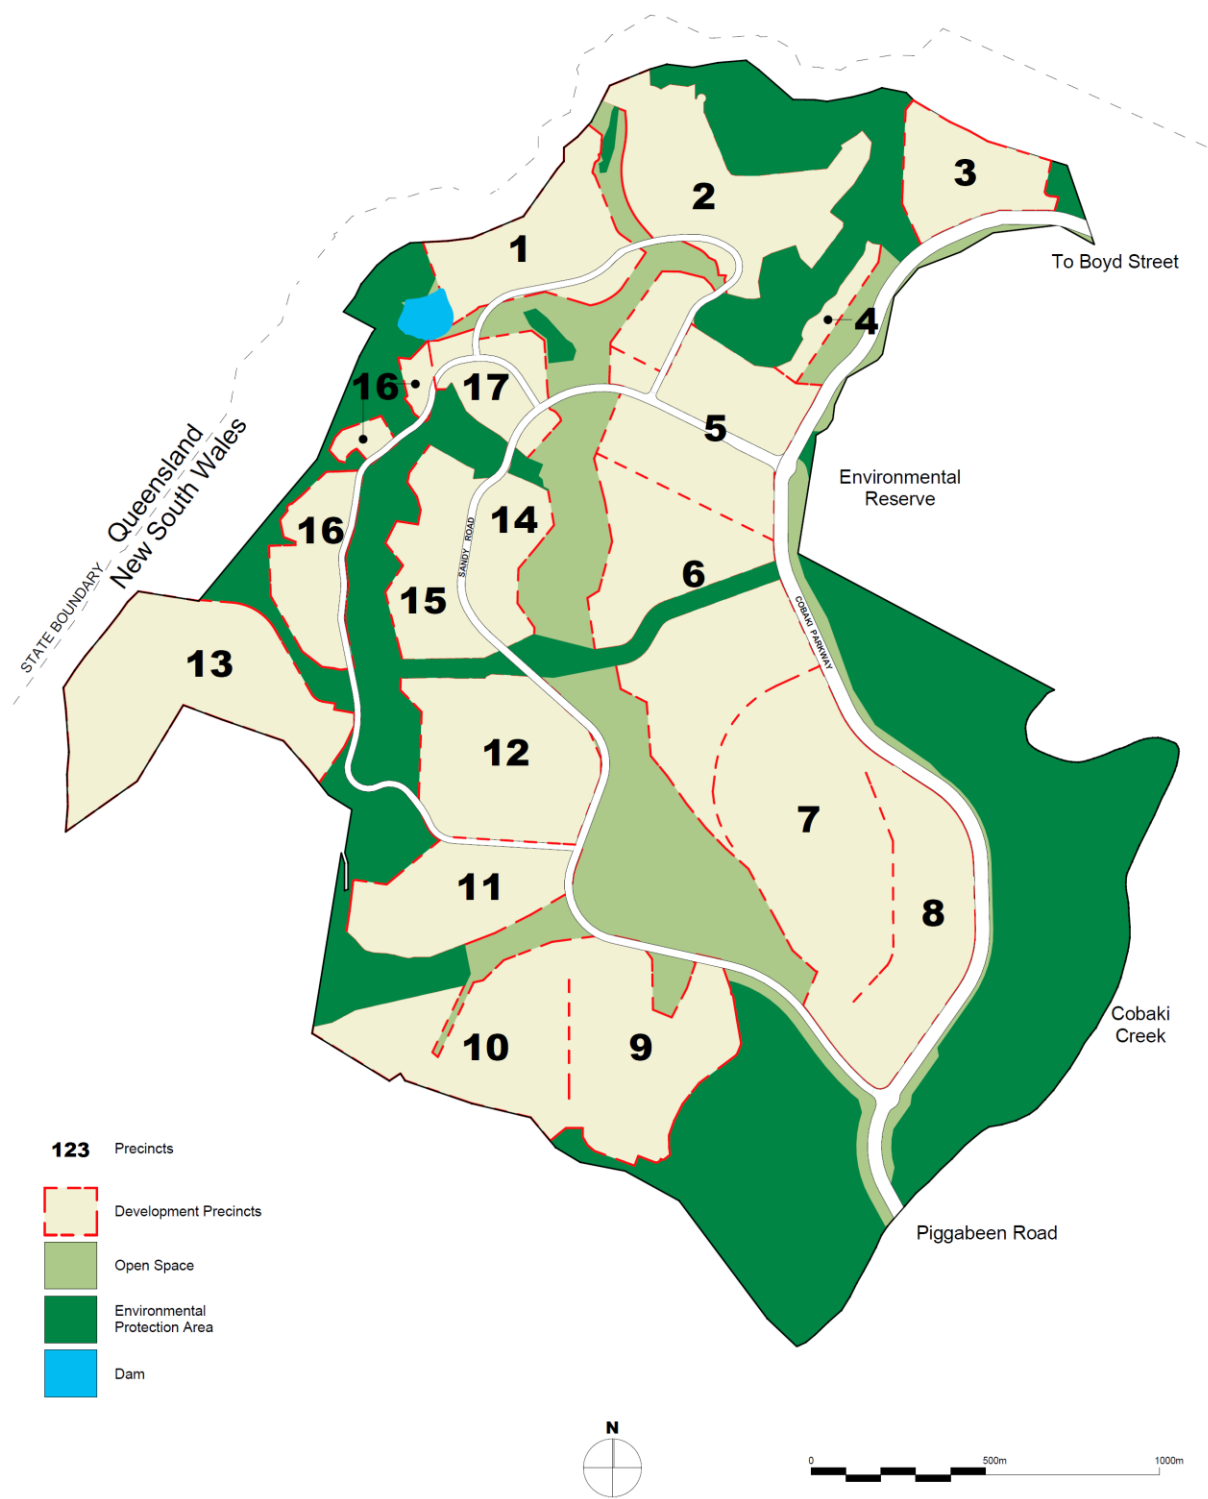 3
2
1
To Boyd Street
4
16
17
5
Queensland
New South Wales
STATE BOUNDARY
Environmental
Reserve
16
14
SANDY ROAD
15
6
COBAKI PARKWAY
13
12
7
11
8
Cobaki
Creek
10
9
123
Precincts
Development Precincts
Open Space
Environmental
Protection Area
Dam
Piggabeen Road
N
0
500m
1000m